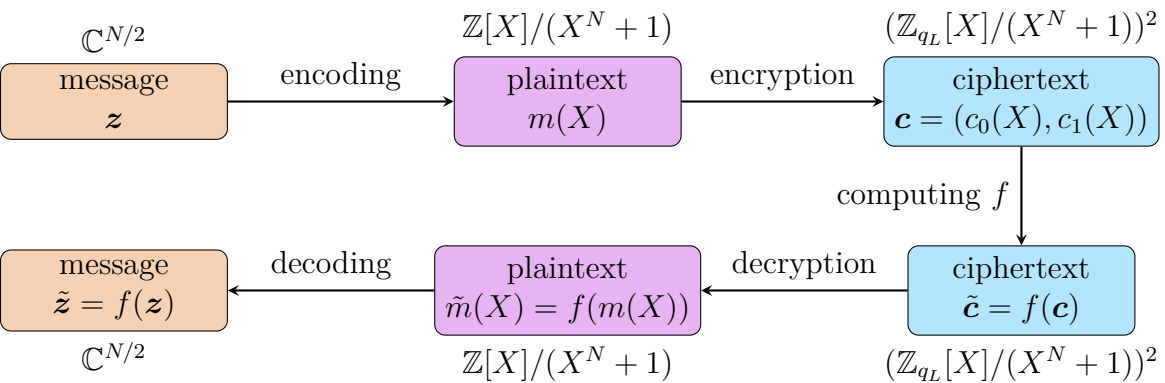 ℂ^{N/2} ℤ[X]/(X^N + 1) (ℤ_{q_L}[X]/(X^N + 1))^2
message encoding plaintext encryption ciphertext
z m(X) c = (c_0(X), c_1(X))
computing f
message decoding plaintext decryption ciphertext
z̃ = f(z) m̃(X) = f(m(X)) c̃ = f(c)
ℂ^{N/2} ℤ[X]/(X^N + 1) (ℤ_{q_L}[X]/(X^N + 1))^2